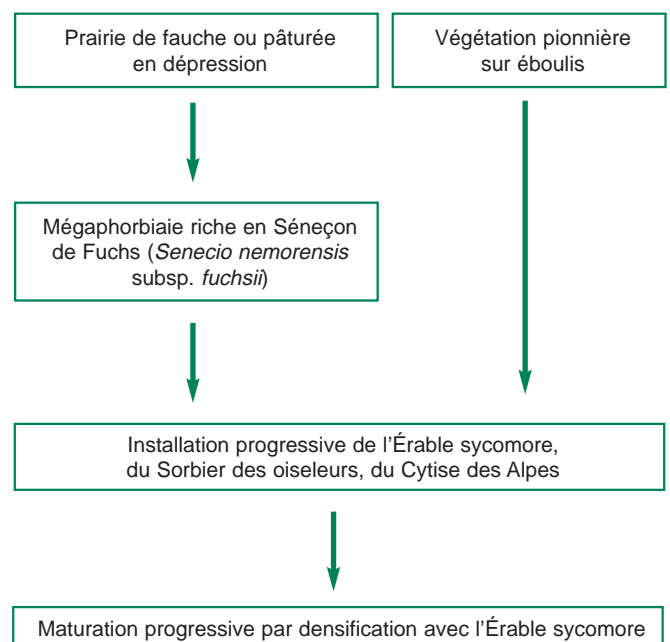 Prairie de fauche ou pâturée
en dépression
Végétation pionnière
sur éboulis
Mégaphorbiaie riche en Séneçon
de Fuchs (Senecio nemorensis
subsp. fuchsii)
Installation progressive de l’Érable sycomore,
du Sorbier des oiseleurs, du Cytise des Alpes
Maturation progressive par densification avec l’Érable sycomore